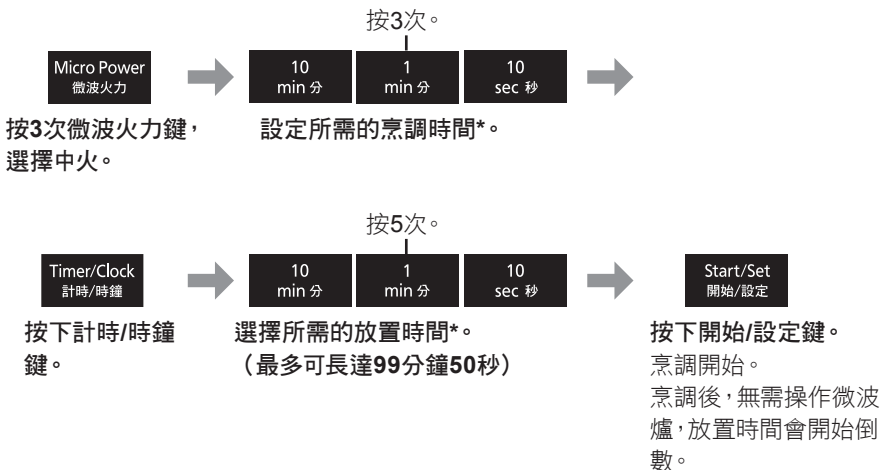 按3次。
Micro Power
微波火力
10
min 分
1
min 分
10
sec 秒
按3次微波火力鍵，
選擇中火。
設定所需的烹調時間*。
按5次。
Timer/Clock
計時/時鐘
10
min 分
1
min 分
10
sec 秒
Start/Set
開始/設定
按下計時/時鐘
鍵。
選擇所需的放置時間*。
（最多可長達99分鐘50秒）
按下開始/設定鍵。
烹調開始。
烹調後，無需操作微波
爐，放置時間會開始倒
數。